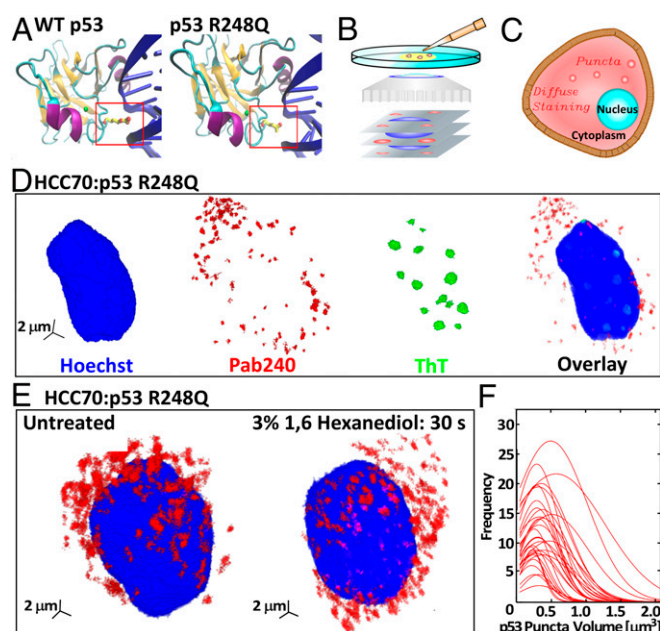 A WT p53 p53 R248Q B C
Puncta
Diffuse
Staining
Nucleus
Cytoplasm
D HCC70:p53 R248Q
2 μm
Hoechst Pab240 ThT Overlay
E HCC70:p53 R248Q F
Untreated 3% 1,6 Hexanediol: 30 s
2 μm 2 μm
Frequency
30
25
20
15
10
5
0 0.5 1.0 1.5 2.0
p53 Puncta Volume [μm³]